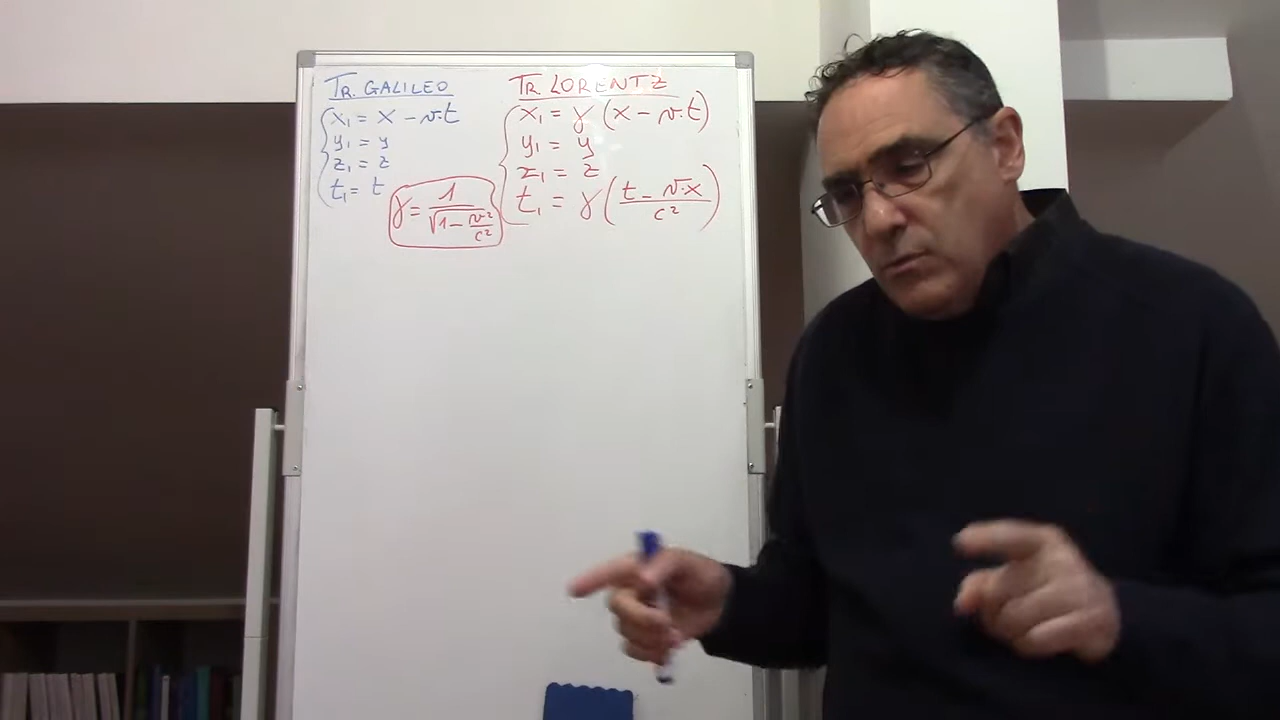 TR. GALILEO
x₁ = x - v·t
y₁ = y
z₁ = z
t₁ = t
γ = 1 / √(1 - v²/c²)
TR. LORENTZ
x₁ = γ (x - v·t)
y₁ = y
z₁ = z
t₁ = γ ((t - v·x) / c²)